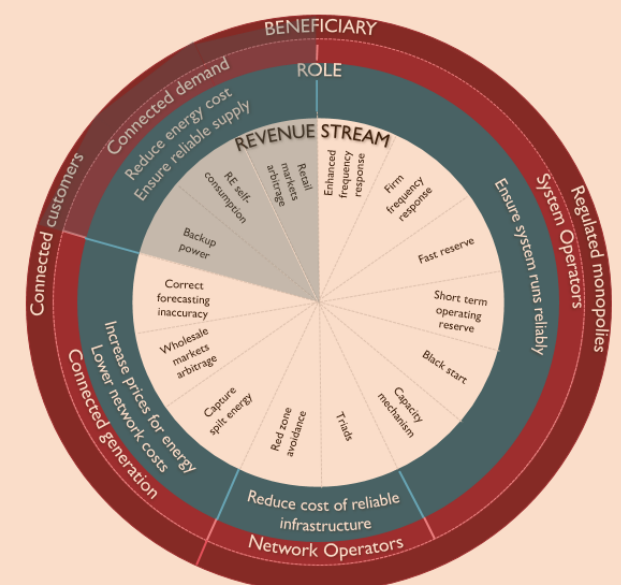 BENEFICIARY
ROLE
REVENUE STREAM
Connected customers
Connected demand
Reduce energy cost
Ensure reliable supply
Retail
markets
arbitrage
RE self-
consumption
Backup
power
Enhanced
frequency
response
Firm
frequency
response
Fast reserve
Short term
operating
reserve
Black start
Capacity
mechanism
Triads
Red zone
avoidance
Capture
spilt energy
Wholesale
markets
arbitrage
Correct
forecasting
inaccuracy
Ensure system runs reliably
System Operators
Regulated monopolies
Reduce cost of reliable
infrastructure
Network Operators
Increase prices for energy
Lower network costs
Connected generation